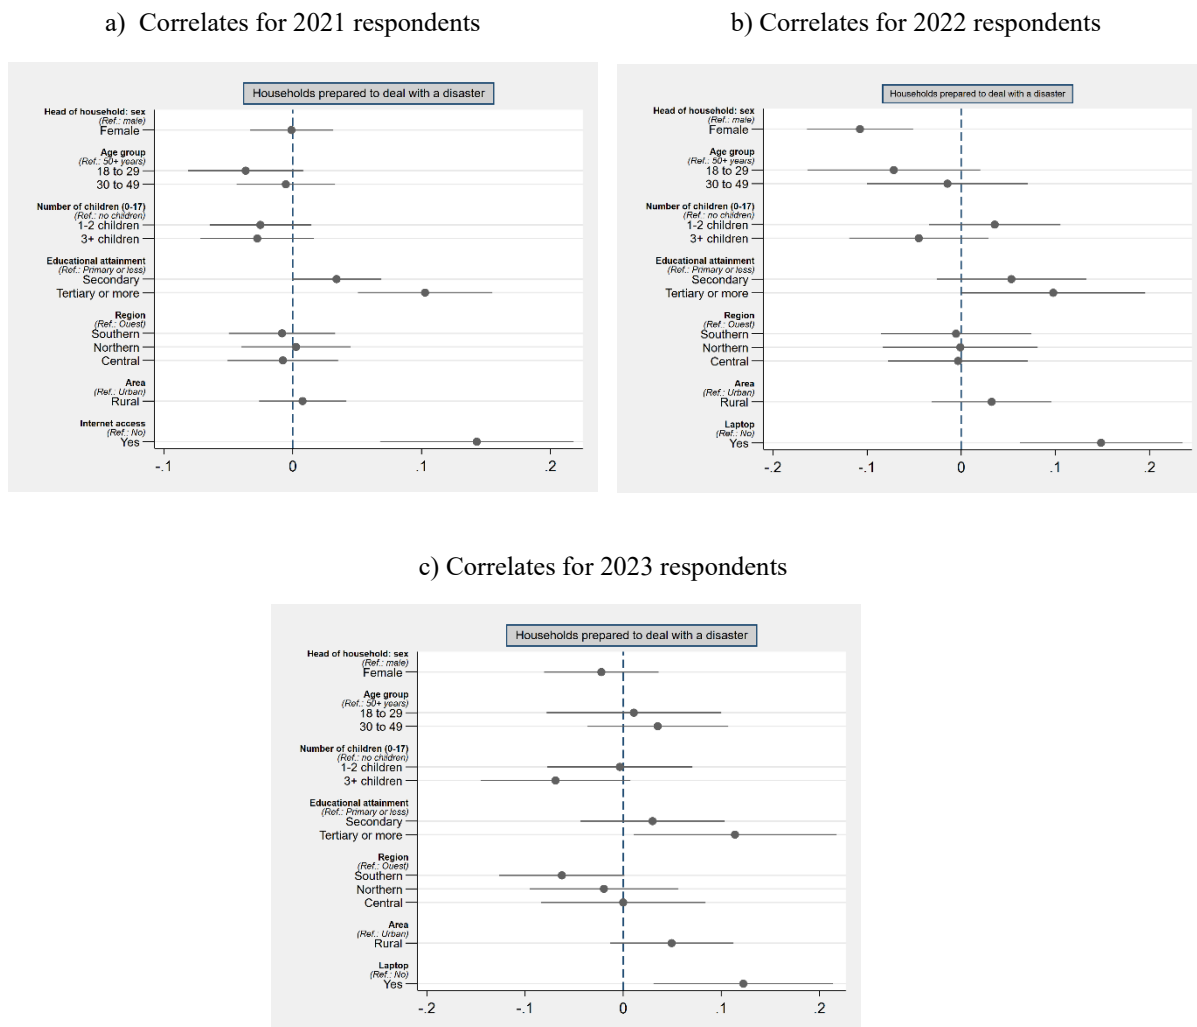 a) Correlates for 2021 respondents
Households prepared to deal with a disaster
Head of household: sex
(Ref.: male)
Female
Age group
(Ref.: 50+ years)
18 to 29
30 to 49
Number of children (0-17)
(Ref.: no children)
1-2 children
3+ children
Educational attainment
(Ref.: Primary or less)
Secondary
Tertiary or more
Region
(Ref.: Ouest)
Southern
Northern
Central
Area
(Ref.: Urban)
Rural
Internet access
(Ref.: No)
Yes
-.1 0 .1 .2
b) Correlates for 2022 respondents
Households prepared to deal with a disaster
Head of household: sex
(Ref.: male)
Female
Age group
(Ref.: 50+ years)
18 to 29
30 to 49
Number of children (0-17)
(Ref.: no children)
1-2 children
3+ children
Educational attainment
(Ref.: Primary or less)
Secondary
Tertiary or more
Region
(Ref.: Ouest)
Southern
Northern
Central
Area
(Ref.: Urban)
Rural
Laptop
(Ref.: No)
Yes
-.2 -.1 0 .1 .2
c) Correlates for 2023 respondents
Households prepared to deal with a disaster
Head of household: sex
(Ref.: male)
Female
Age group
(Ref.: 50+ years)
18 to 29
30 to 49
Number of children (0-17)
(Ref.: no children)
1-2 children
3+ children
Educational attainment
(Ref.: Primary or less)
Secondary
Tertiary or more
Region
(Ref.: Ouest)
Southern
Northern
Central
Area
(Ref.: Urban)
Rural
Laptop
(Ref.: No)
Yes
-.2 -.1 0 .1 .2